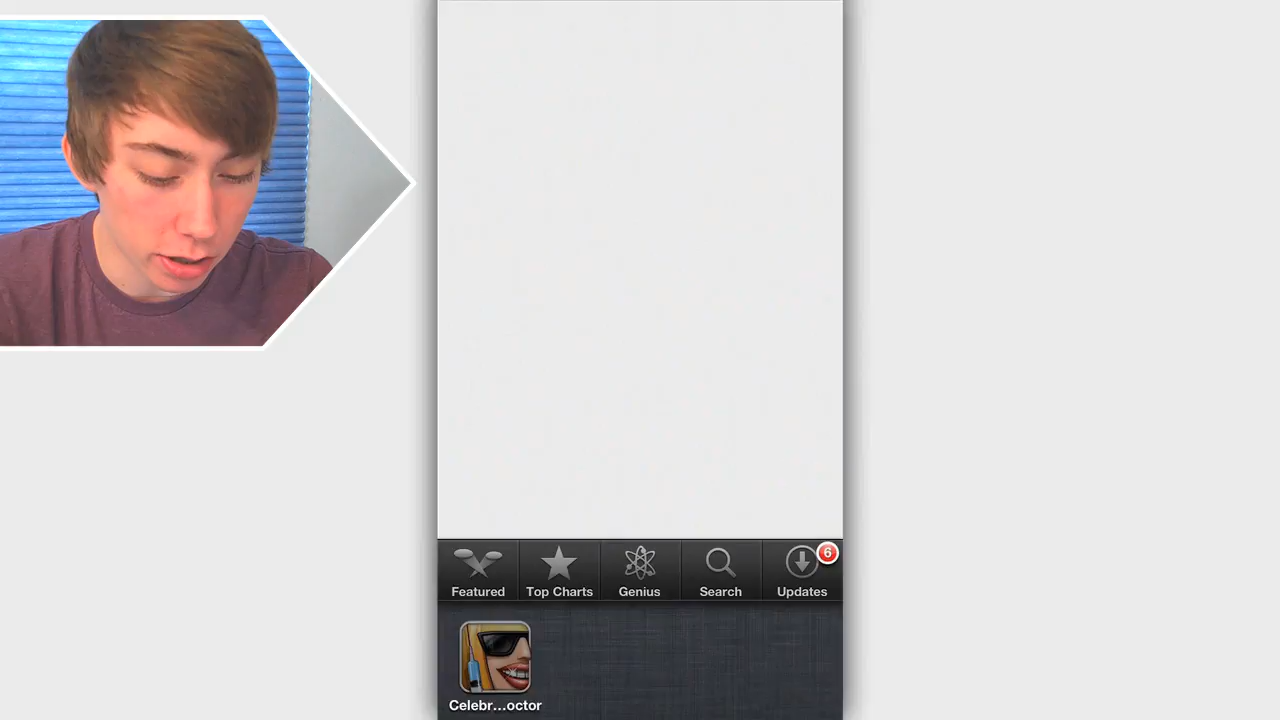 Featured
Top Charts
Genius
Search
Updates
6
Celebr...octor